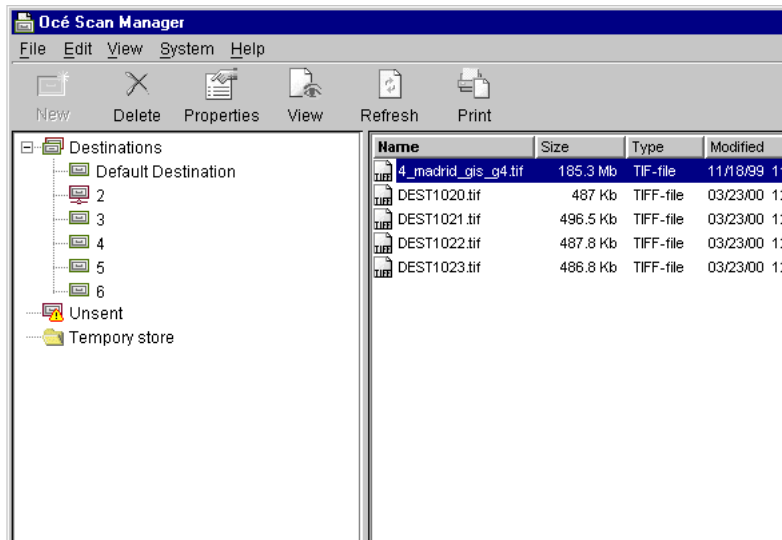 Océ Scan Manager
File Edit View System Help
New Delete Properties View Refresh Print
Destinations
Default Destination
2
3
4
5
6
Unsent
Tempory store
Name Size Type Modified
4_madrid_gis_g4.tif 185.3 Mb TIF-file 11/18/99
DEST1020.tif 487 Kb TIFF-file 03/23/00
DEST1021.tif 496.5 Kb TIFF-file 03/23/00
DEST1022.tif 487.8 Kb TIFF-file 03/23/00
DEST1023.tif 486.8 Kb TIFF-file 03/23/00